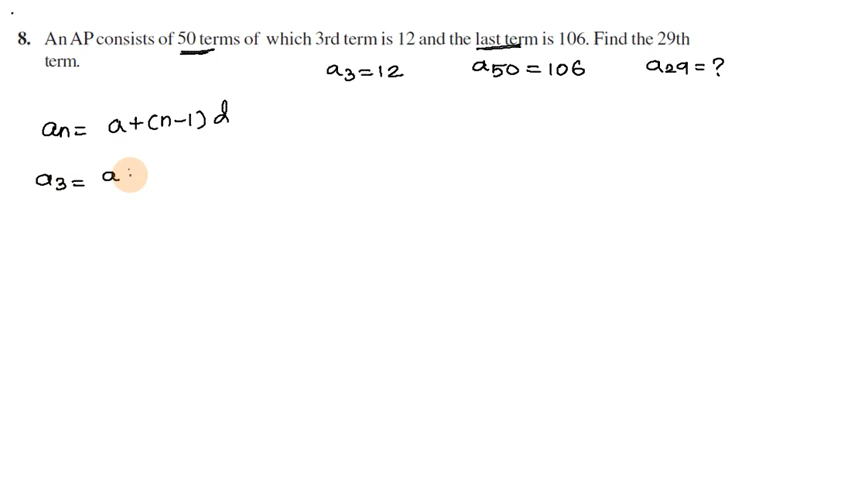 8. An AP consists of 50 terms of which 3rd term is 12 and the last term is 106. Find the 29th
term.
a3=12 a50=106 a29=?
an= a+(n-1)d
a3= a